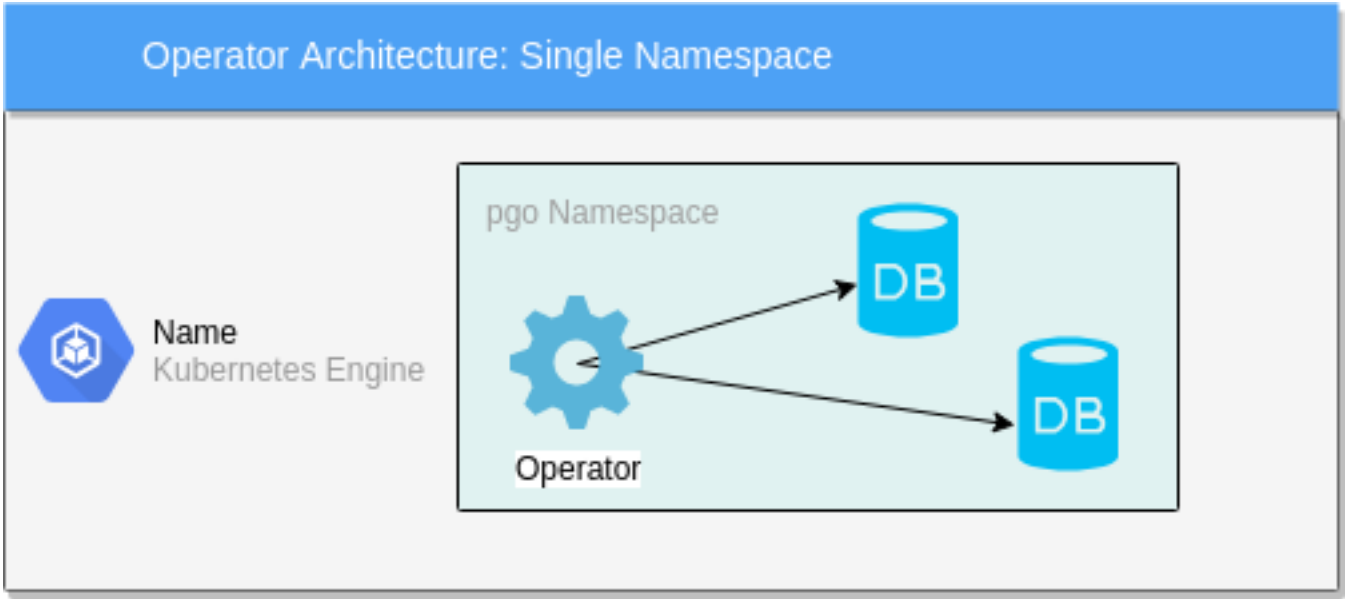 Operator Architecture: Single Namespace
pgo Namespace
DB
Name
Kubernetes Engine
DB
Operator